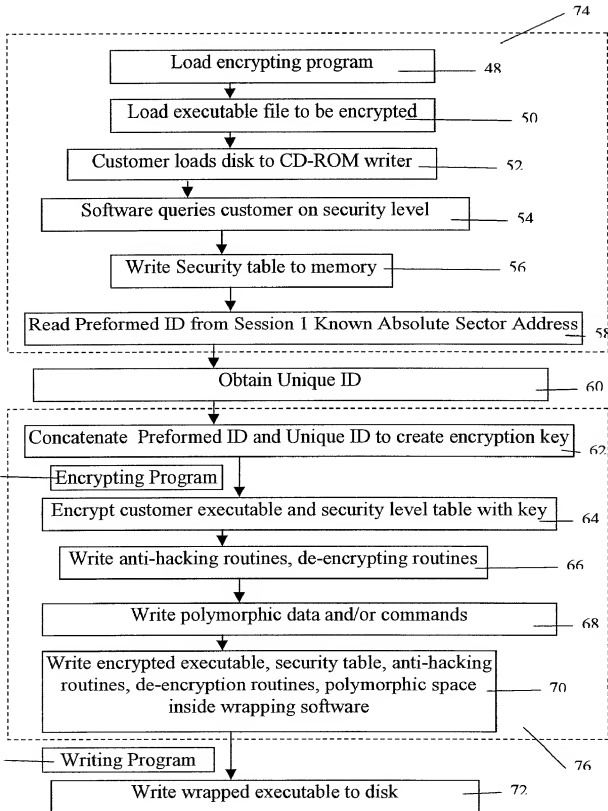 74
Load encrypting program
48
Load executable file to be encrypted
50
Customer loads disk to CD-ROM writer
52
Software queries customer on security level
54
Write Security table to memory
56
Read Preformed ID from Session 1 Known Absolute Sector Address
58
Obtain Unique ID
60
Concatenate Preformed ID and Unique ID to create encryption key
62
Encrypting Program
Encrypt customer executable and security level table with key
64
Write anti-hacking routines, de-encrypting routines
66
Write polymorphic data and/or commands
68
Write encrypted executable, security table, anti-hacking
routines, de-encryption routines, polymorphic space
inside wrapping software
70
Writing Program
76
Write wrapped executable to disk
72